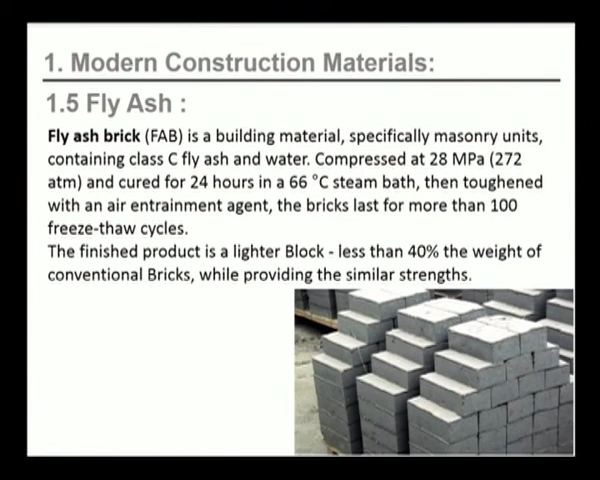 1. Modern Construction Materials:
1.5 Fly Ash :
Fly ash brick (FAB) is a building material, specifically masonry units,
containing class C fly ash and water. Compressed at 28 MPa (272
atm) and cured for 24 hours in a 66 °C steam bath, then toughened
with an air entrainment agent, the bricks last for more than 100
freeze-thaw cycles.
The finished product is a lighter Block - less than 40% the weight of
conventional Bricks, while providing the similar strengths.